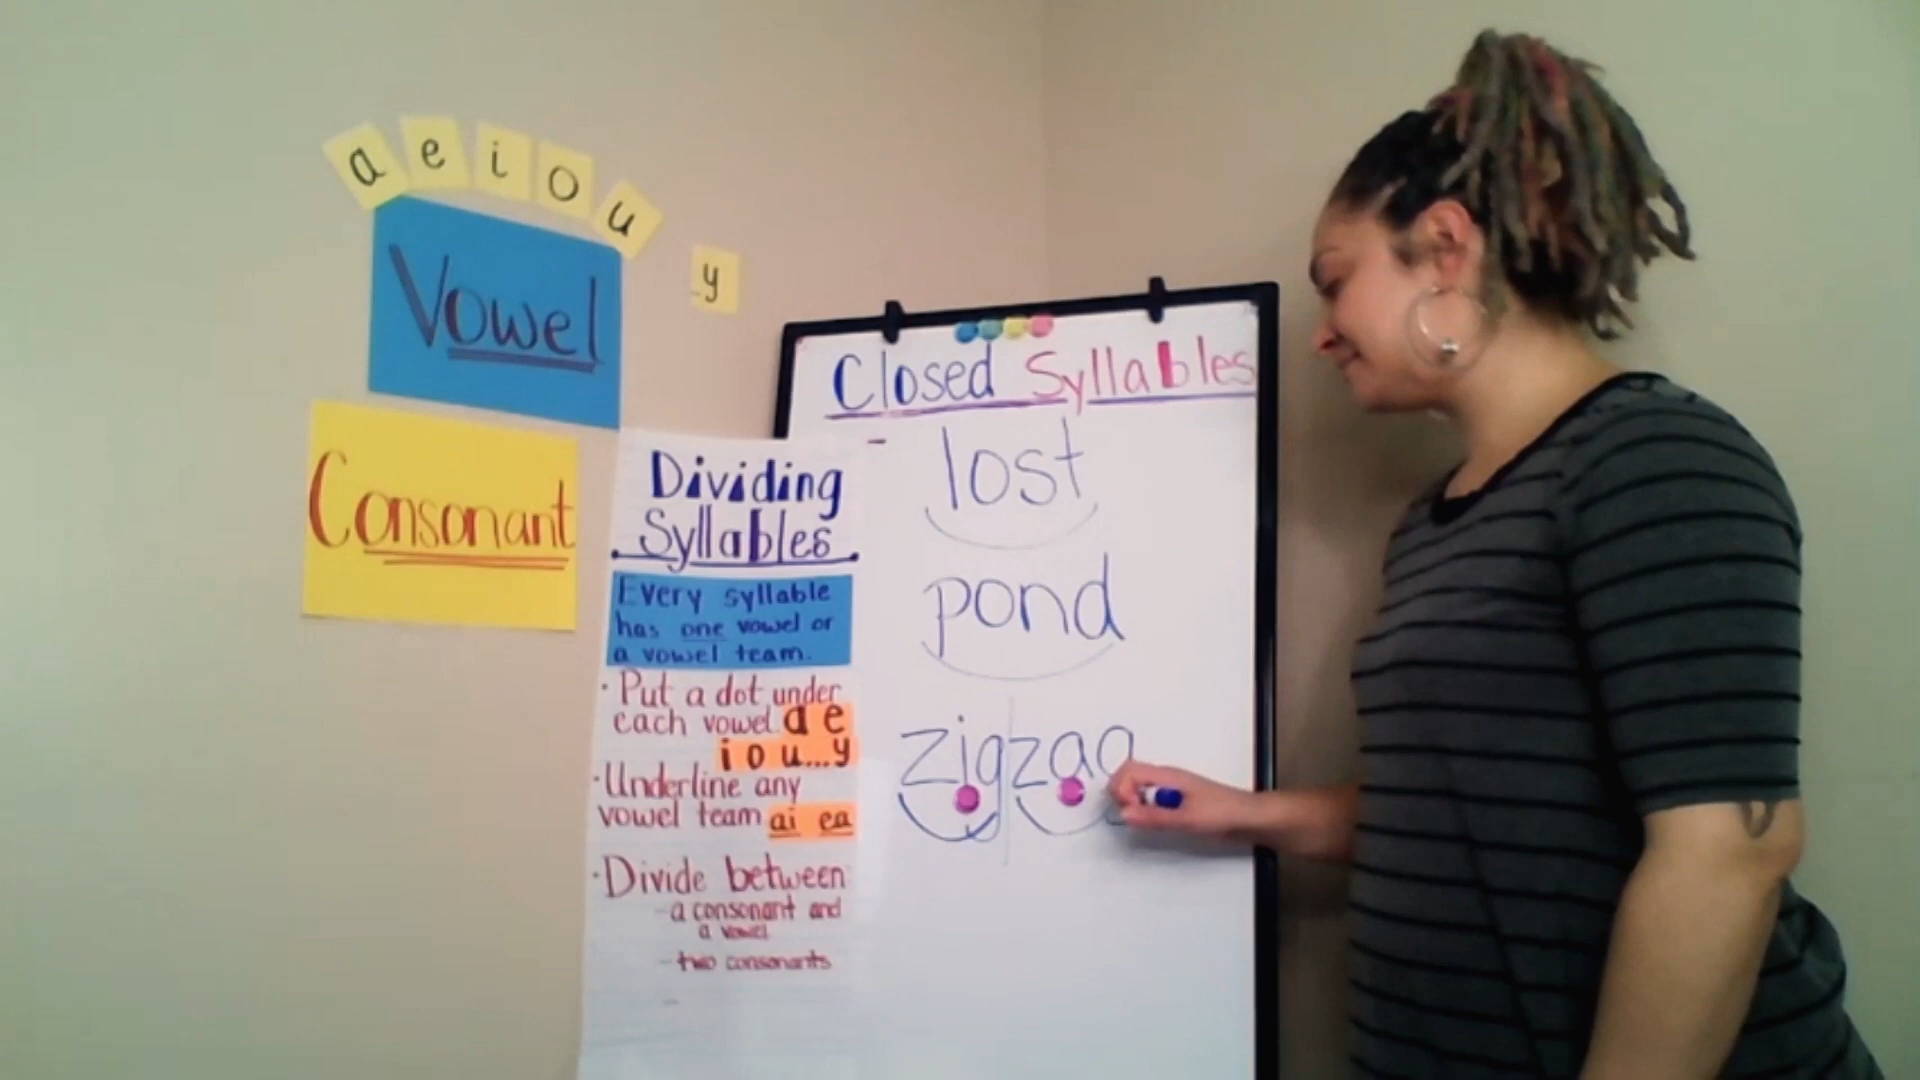 a e i o u
y
Vowel
Consonant
Closed Syllables
lost
pond
zigzag
Dividing
Syllables
Every syllable
has one vowel or
a vowel team.
· Put a dot under
each vowel a e
i o u...y
· Underline any
vowel team ai ea
· Divide between
- a consonant and
a vowel
- two consonants